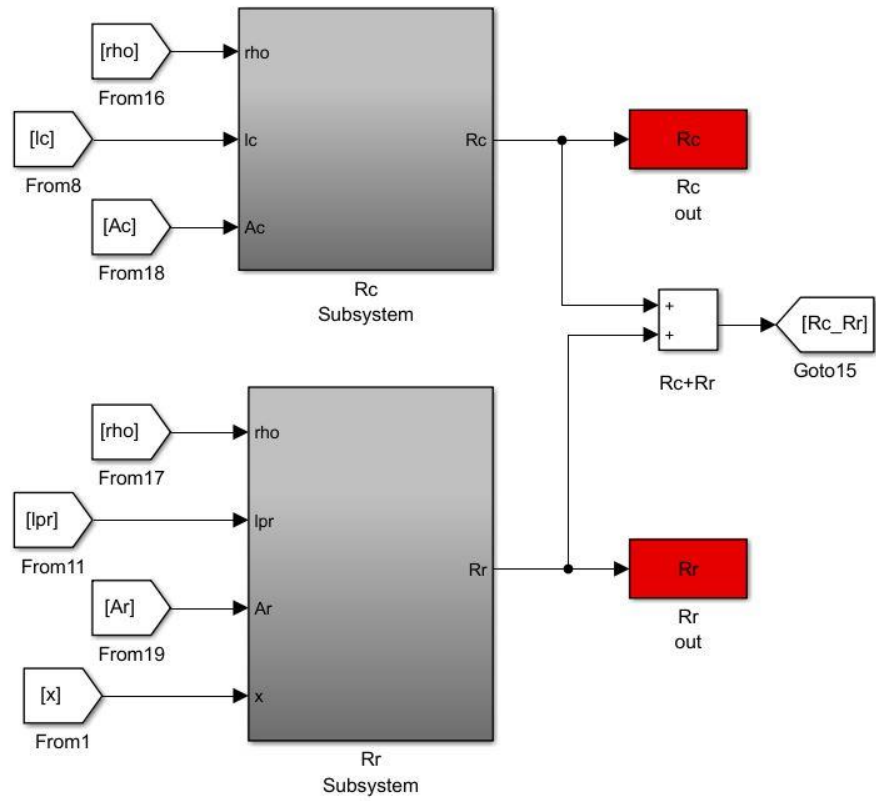 [rho]
From16
[lc]
From8
[Ac]
From18
rho
lc
Ac
Rc
Rc
Subsystem
Rc
Rc
out
+
+
Rc+Rr
[Rc_Rr]
Goto15
[rho]
From17
[lpr]
From11
[Ar]
From19
[x]
From1
rho
lpr
Ar
x
Rr
Rr
Subsystem
Rr
Rr
out